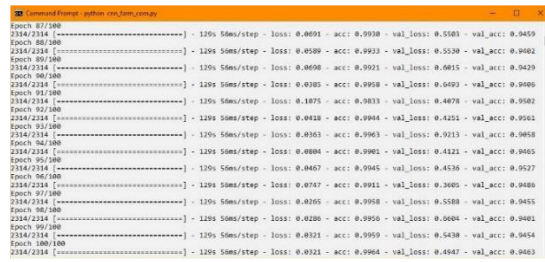 Command Prompt - python cnn_farm_com.py
Epoch 87/100
2314/2314 [==============================] - 129s 56ms/step - loss: 0.0691 - acc: 0.9930 - val_loss: 0.5503 - val_acc: 0.9459
Epoch 88/100
2314/2314 [==============================] - 129s 56ms/step - loss: 0.0589 - acc: 0.9933 - val_loss: 0.5530 - val_acc: 0.9402
Epoch 89/100
2314/2314 [==============================] - 129s 56ms/step - loss: 0.0698 - acc: 0.9921 - val_loss: 0.6015 - val_acc: 0.9429
Epoch 90/100
2314/2314 [==============================] - 129s 56ms/step - loss: 0.0385 - acc: 0.9958 - val_loss: 0.6493 - val_acc: 0.9406
Epoch 91/100
2314/2314 [==============================] - 129s 56ms/step - loss: 0.1075 - acc: 0.9833 - val_loss: 0.4078 - val_acc: 0.9502
Epoch 92/100
2314/2314 [==============================] - 129s 56ms/step - loss: 0.0418 - acc: 0.9944 - val_loss: 0.4251 - val_acc: 0.9561
Epoch 93/100
2314/2314 [==============================] - 129s 56ms/step - loss: 0.0363 - acc: 0.9963 - val_loss: 0.9213 - val_acc: 0.9058
Epoch 94/100
2314/2314 [==============================] - 129s 56ms/step - loss: 0.0804 - acc: 0.9901 - val_loss: 0.4121 - val_acc: 0.9465
Epoch 95/100
2314/2314 [==============================] - 129s 56ms/step - loss: 0.0467 - acc: 0.9945 - val_loss: 0.4536 - val_acc: 0.9527
Epoch 96/100
2314/2314 [==============================] - 129s 56ms/step - loss: 0.0747 - acc: 0.9911 - val_loss: 0.3605 - val_acc: 0.9486
Epoch 97/100
2314/2314 [==============================] - 129s 56ms/step - loss: 0.0265 - acc: 0.9958 - val_loss: 0.5588 - val_acc: 0.9455
Epoch 98/100
2314/2314 [==============================] - 129s 56ms/step - loss: 0.0286 - acc: 0.9956 - val_loss: 0.6604 - val_acc: 0.9401
Epoch 99/100
2314/2314 [==============================] - 129s 56ms/step - loss: 0.0321 - acc: 0.9959 - val_loss: 0.5430 - val_acc: 0.9454
Epoch 100/100
2314/2314 [==============================] - 129s 56ms/step - loss: 0.0321 - acc: 0.9964 - val_loss: 0.4947 - val_acc: 0.9463